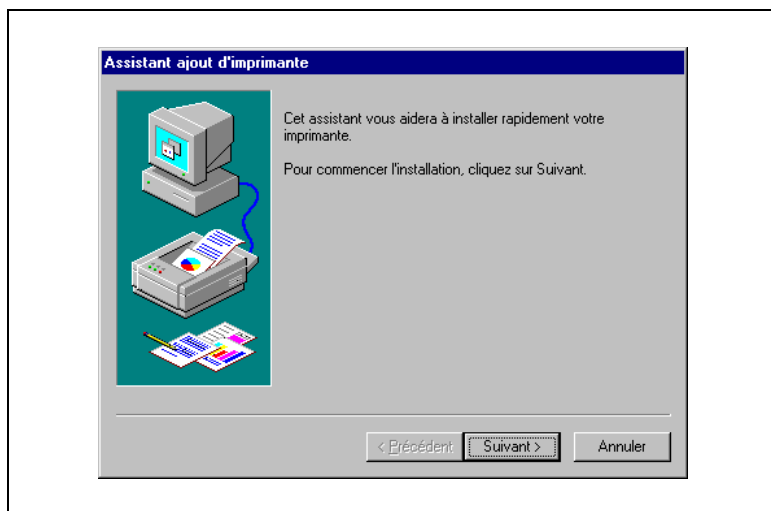 Assistant ajout d'imprimante
Cet assistant vous aidera à installer rapidement votre
imprimante.
Pour commencer l'installation, cliquez sur Suivant.
< Précédent
Suivant >
Annuler